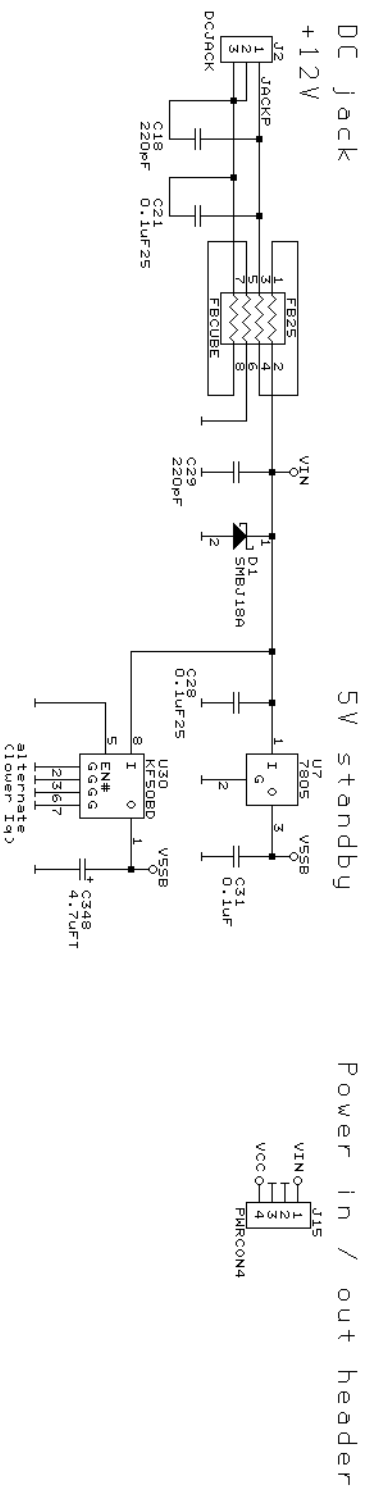 DC jack
+12V
5V standby
Power in / out header
J2
1
2
3
DCJACK
JACKP
C18
220pF
C21
0.1uF25
FB25
1
3
5
7
2
4
6
8
FBCUBE
VIN
C29
220pF
1
2
D1
SMBJ18A
C28
0.1uF25
U7
7805
1
I
O
G
3
2
V5SB
C31
0.1uF
U30
KF50BD
8
I
O
1
5
EN#
G G G G
2 3 6 7
alternate
(lower Iq)
V5SB
+
C348
4.7uFT
J15
VIN
VCC
1
2
3
4
PWRCON4